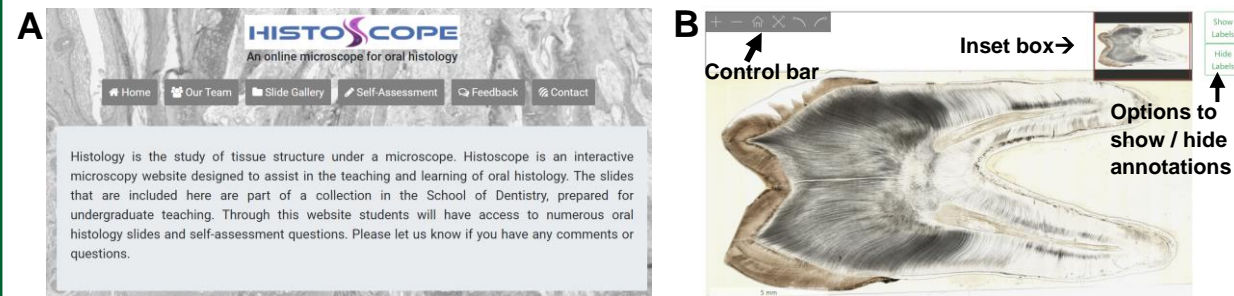 A
HISTOSCOPE
An online microscope for oral histology
Home Our Team Slide Gallery Self-Assessment Feedback Contact
Histology is the study of tissue structure under a microscope. Histoscope is an interactive
microscopy website designed to assist in the teaching and learning of oral histology. The slides
that are included here are part of a collection in the School of Dentistry, prepared for
undergraduate teaching. Through this website students will have access to numerous oral
histology slides and self-assessment questions. Please let us know if you have any comments or
questions.
B
Control bar
Inset box→
Show
Labels
Hide
Labels
Options to
show / hide
annotations
5 mm